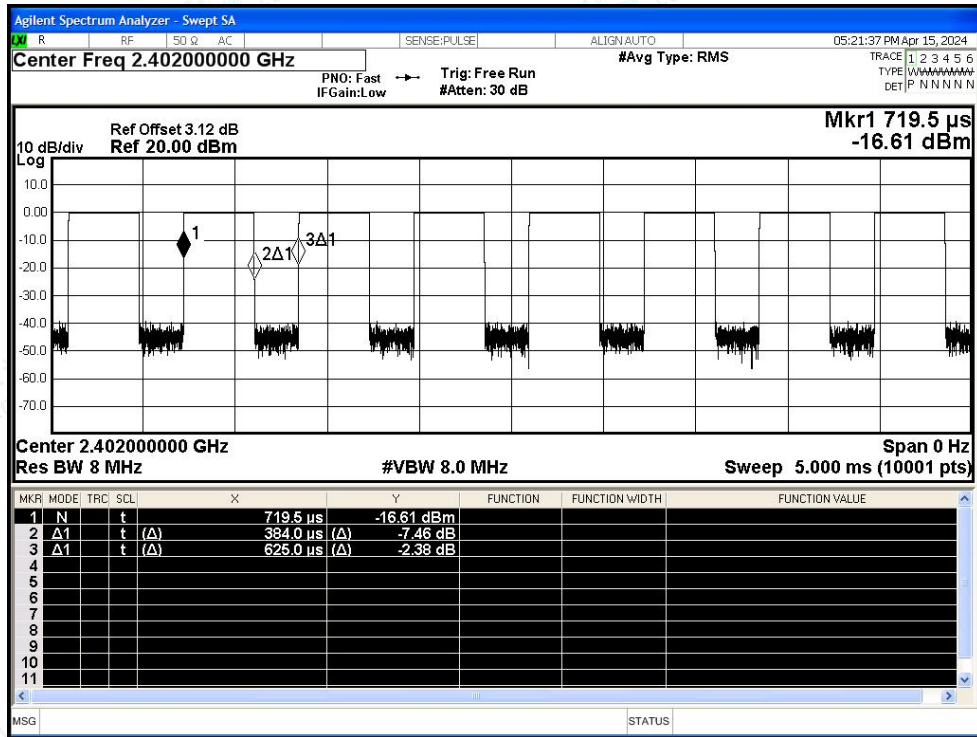 Agilent Spectrum Analyzer - Swept SA
LXI R RF 50 Ω AC SENSE:PULSE ALIGN AUTO 05:21:37 PM Apr 15, 2024
Center Freq 2.402000000 GHz #Avg Type: RMS TRACE 1 2 3 4 5 6
PNO: Fast Trig: Free Run TYPE WWWWWW
IFGain:Low #Atten: 30 dB DET P N N N N N
Ref Offset 3.12 dB Mkr1 719.5 µs
10 dB/div Ref 20.00 dBm -16.61 dBm
Log
10.0
0.00
1 2Δ1 3Δ1
-10.0
-20.0
-30.0
-40.0
-50.0
-60.0
-70.0
Center 2.402000000 GHz Span 0 Hz
Res BW 8 MHz #VBW 8.0 MHz Sweep 5.000 ms (10001 pts)
MKR MODE TRC SCL X Y FUNCTION FUNCTION WIDTH FUNCTION VALUE
1 N t 719.5 µs -16.61 dBm
2 Δ1 t (Δ) 384.0 µs (Δ) -7.46 dB
3 Δ1 t (Δ) 625.0 µs (Δ) -2.38 dB
4
5
6
7
8
9
10
11
MSG STATUS